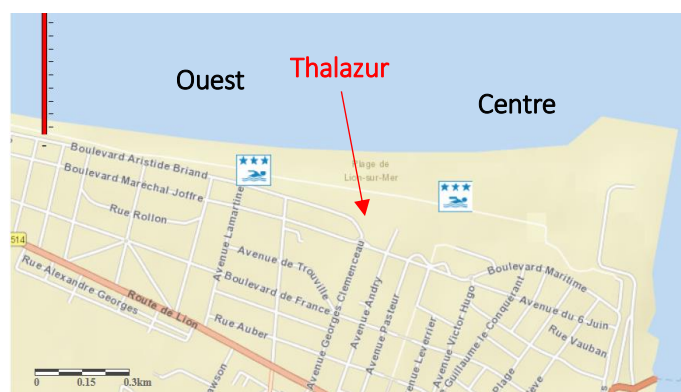 Ouest
Thalazur
Centre
Plage de
Lion-sur-Mer
Boulevard Aristide Briand
Boulevard Maréchal Joffre
Rue Rollon
514
Avenue Lamartine
Rue Alexandre Georges
Route de Lion
Avenue de Trouville
Boulevard de France
Rue Auber
Avenue Georges Clemenceau
Avenue Andry
Avenue Pasteur
Avenue Leverrier
Avenue Victor Hugo
Guillaume le Conquerant
Boulevard Maritime
Avenue du 6 Juin
Rue Vauban
0 0.15 0.3km